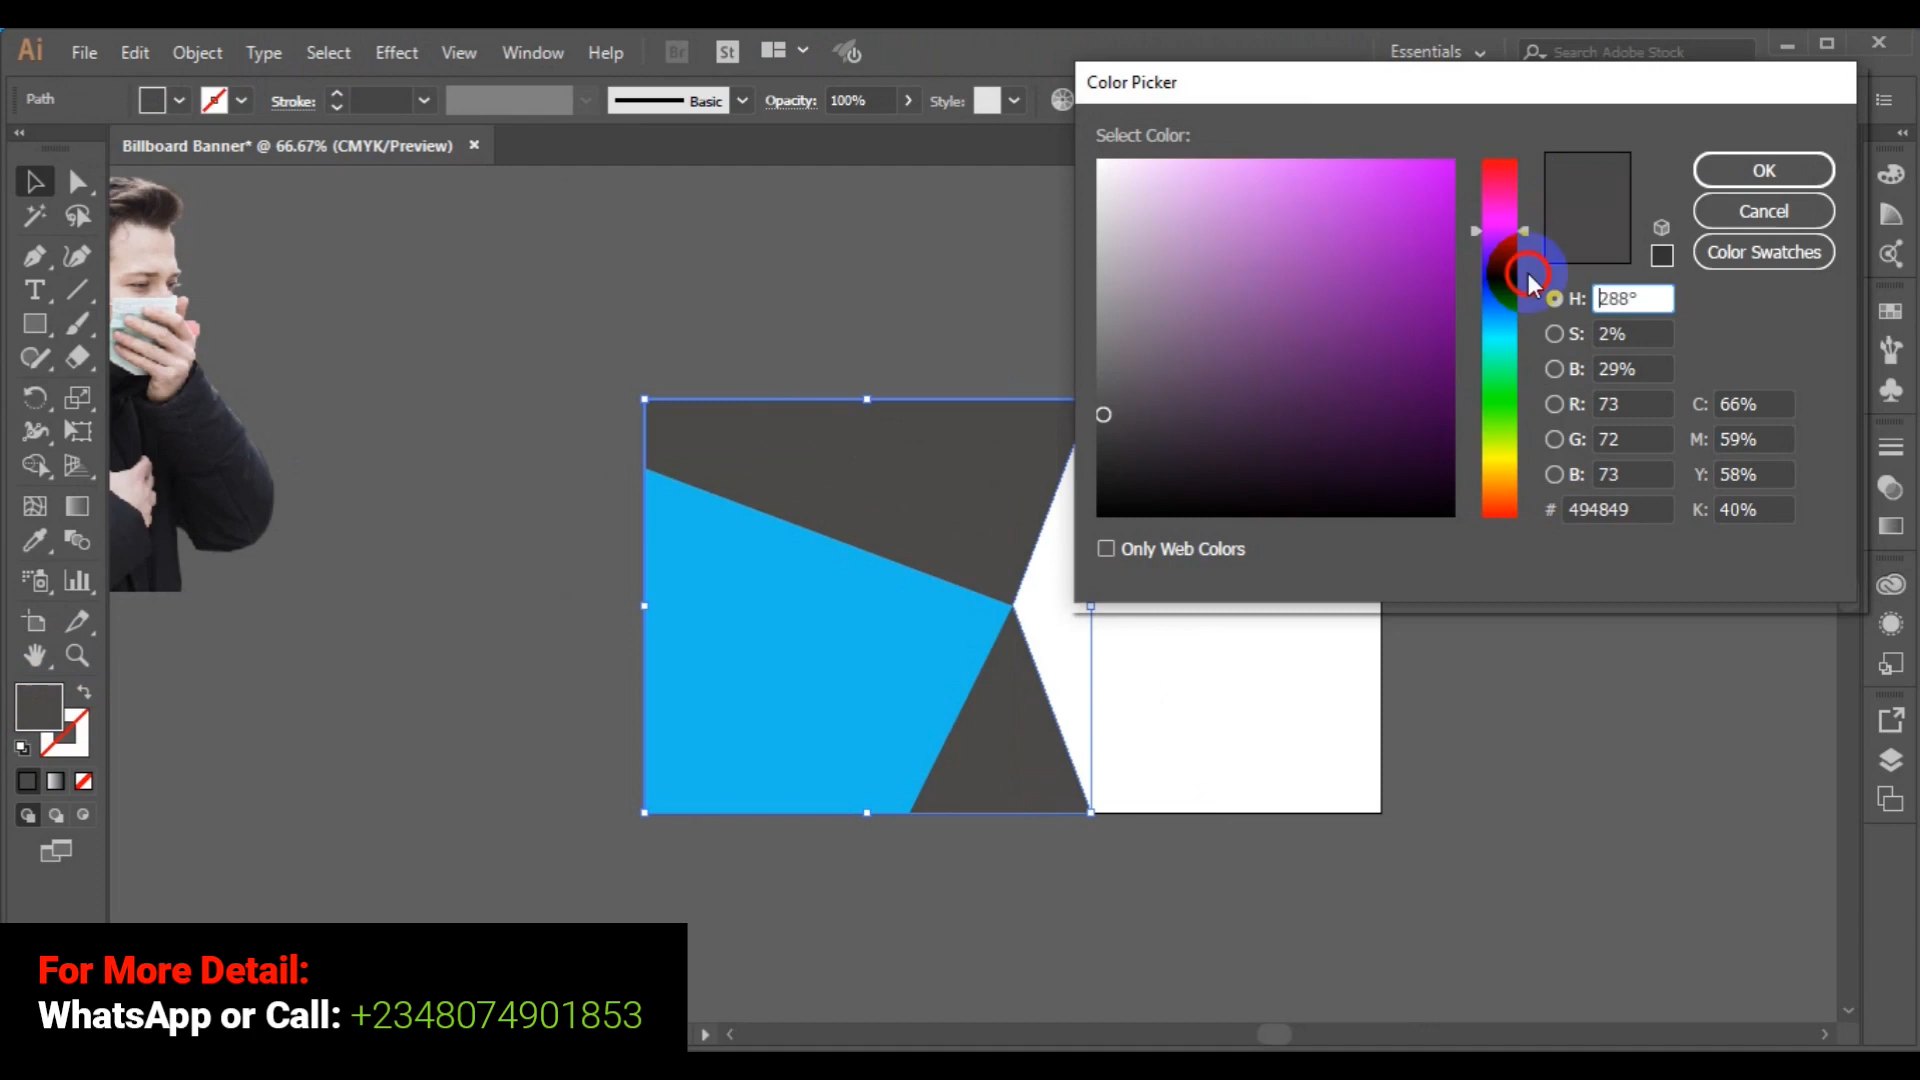 Ai File Edit Object Type Select Effect View Window Help Br St Essentials Search Adobe Stock
Path Stroke: Basic Opacity: 100% Style:
Billboard Banner* @ 66.67% (CMYK/Preview) ×
Color Picker
Select Color:
OK
Cancel
Color Swatches
H: 288°
S: 2%
B: 29%
R: 73 C: 66%
G: 72 M: 59%
B: 73 Y: 58%
# 494849 K: 40%
Only Web Colors
For More Detail:
WhatsApp or Call: +2348074901853